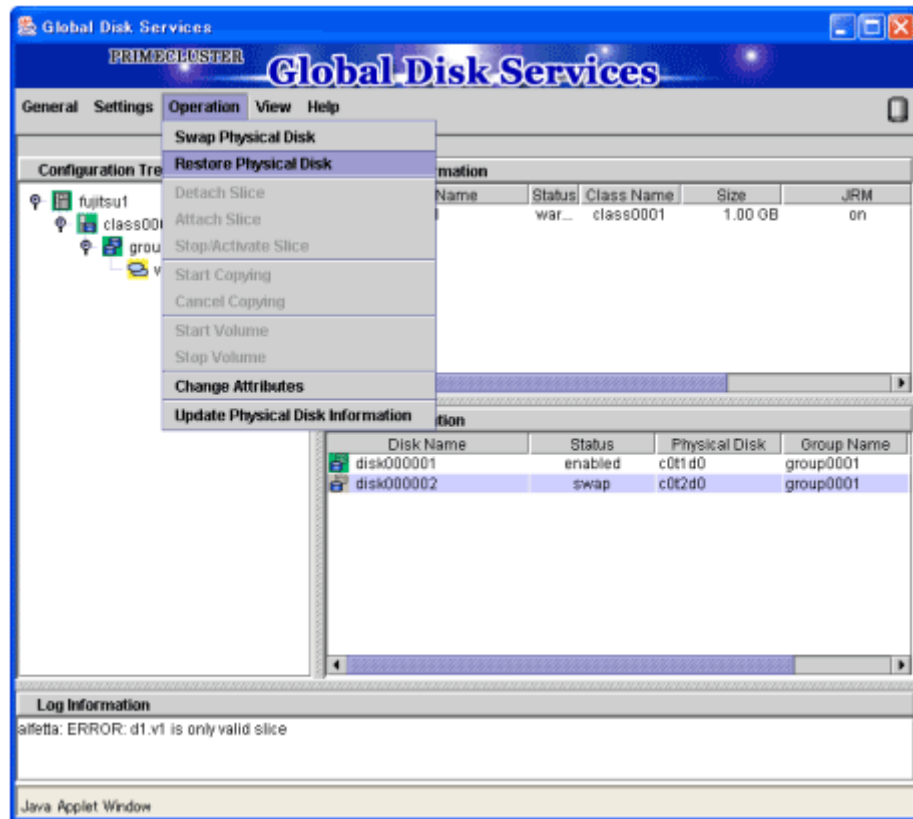 Global Disk Services
PRIMECLUSTER
Global Disk Services
General Settings Operation View Help
Swap Physical Disk
Restore Physical Disk
Detach Slice
Attach Slice
Stop/Activate Slice
Start Copying
Cancel Copying
Start Volume
Stop Volume
Change Attributes
Update Physical Disk Information
Configuration Tre
fujitsu1
class00
grou
v
rmation
Name Status Class Name Size JRM
war... class0001 1.00 GB on
tion
Disk Name Status Physical Disk Group Name
disk000001 enabled c0t1d0 group0001
disk000002 swap c0t2d0 group0001
Log Information
alfetta: ERROR: d1.v1 is only valid slice
Java Applet Window